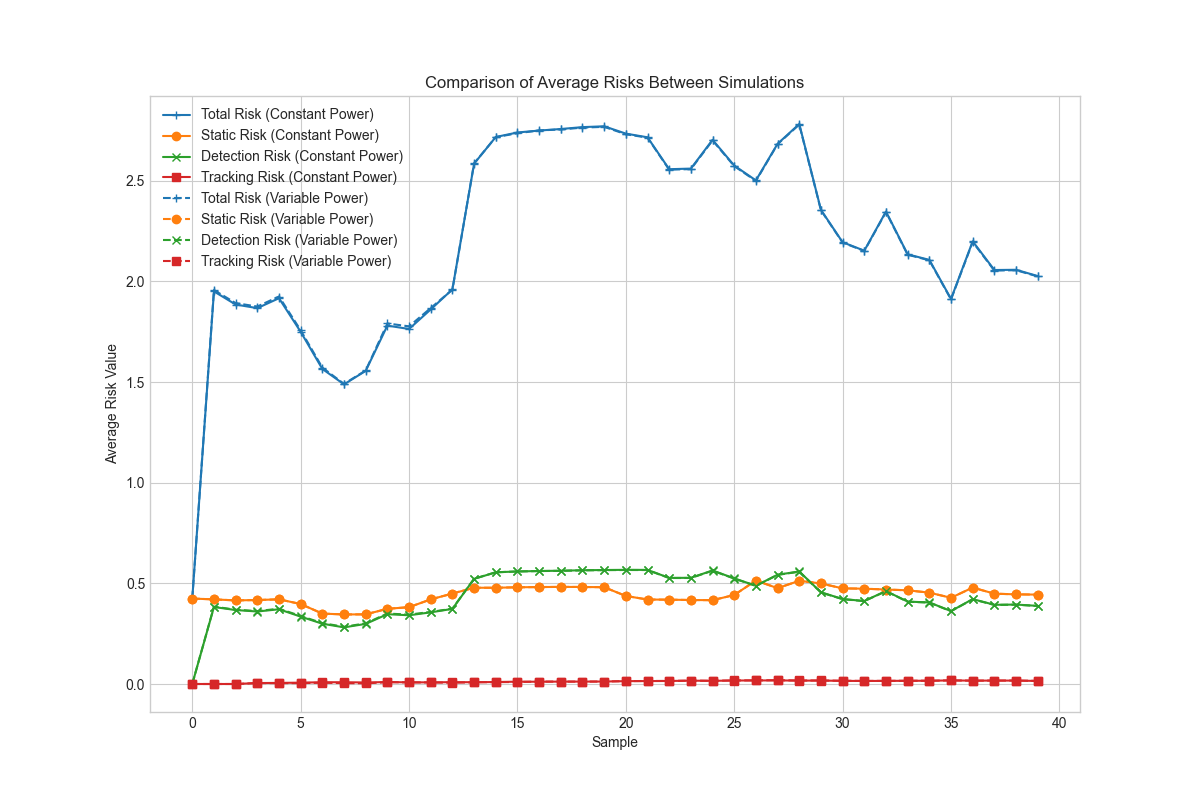 Comparison of Average Risks Between Simulations
Total Risk (Constant Power)
Static Risk (Constant Power)
Detection Risk (Constant Power)
Tracking Risk (Constant Power)
Total Risk (Variable Power)
Static Risk (Variable Power)
Detection Risk (Variable Power)
Tracking Risk (Variable Power)
Average Risk Value
2.5
2.0
1.5
1.0
0.5
0.0
0 5 10 15 20 25 30 35 40
Sample